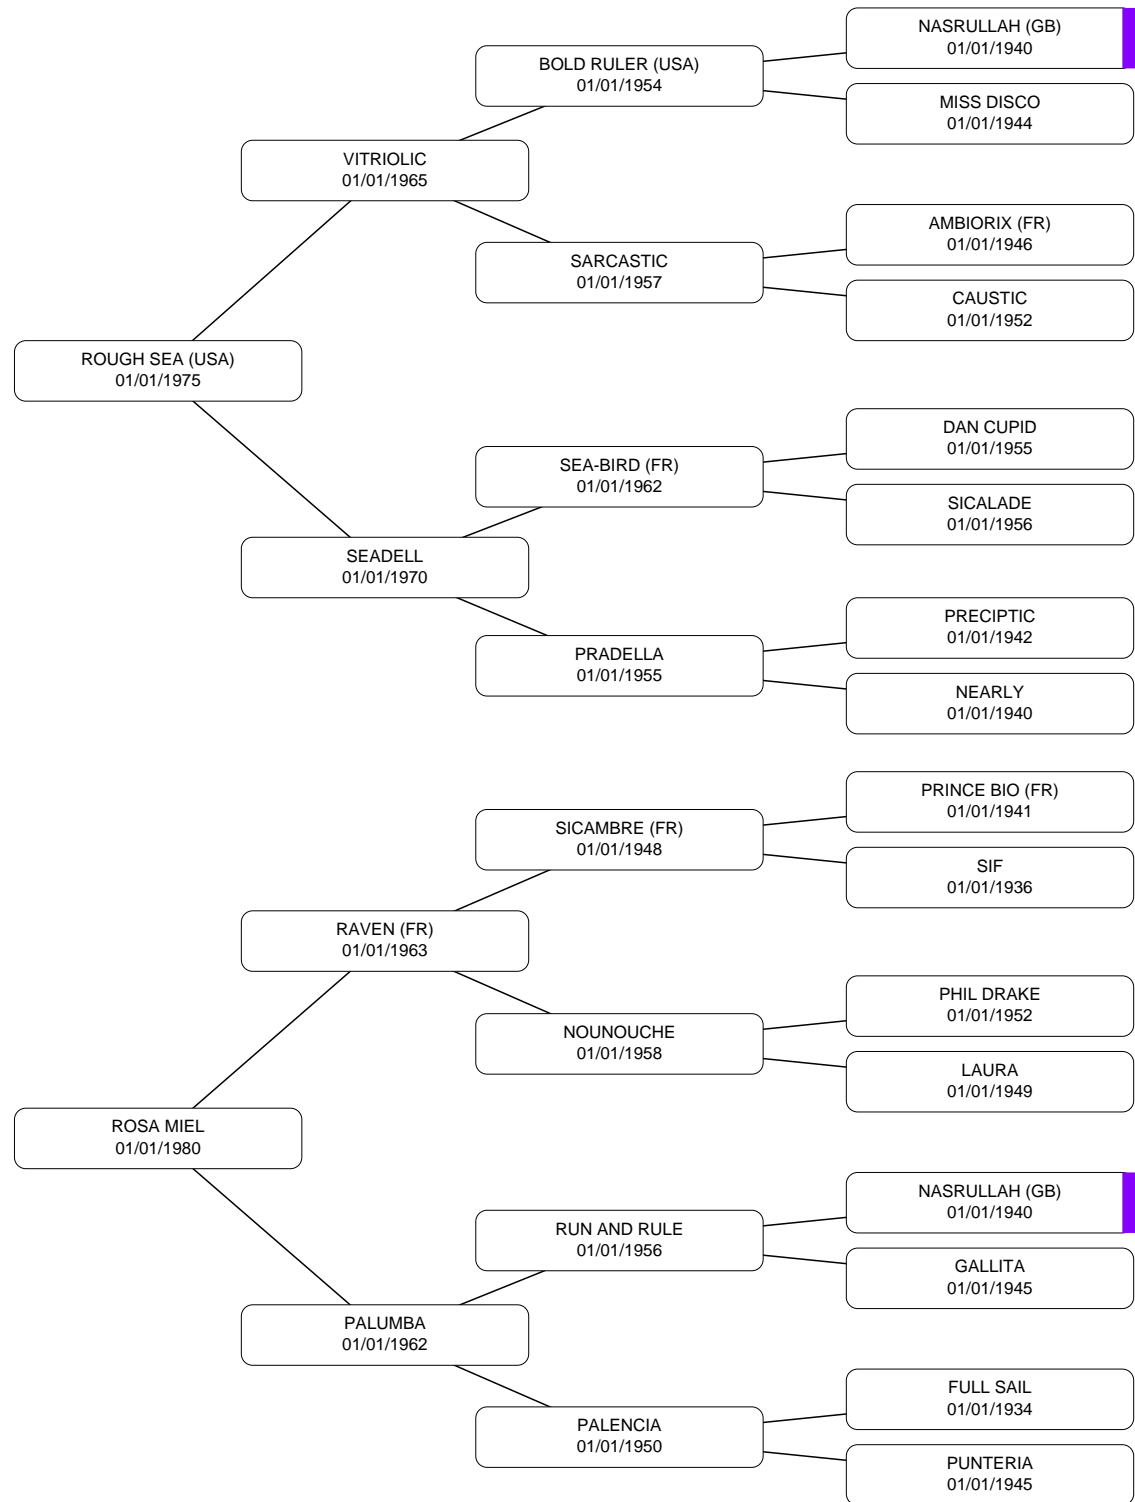 NASRULLAH (GB)
01/01/1940
BOLD RULER (USA)
01/01/1954
MISS DISCO
01/01/1944
VITRIOLIC
01/01/1965
AMBIORIX (FR)
01/01/1946
SARCASTIC
01/01/1957
CAUSTIC
01/01/1952
ROUGH SEA (USA)
01/01/1975
DAN CUPID
01/01/1955
SEA-BIRD (FR)
01/01/1962
SICALADE
01/01/1956
SEADELL
01/01/1970
PRECIPTIC
01/01/1942
PRADELLA
01/01/1955
NEARLY
01/01/1940
PRINCE BIO (FR)
01/01/1941
SICAMBRE (FR)
01/01/1948
SIF
01/01/1936
RAVEN (FR)
01/01/1963
PHIL DRAKE
01/01/1952
NOUNOUCHE
01/01/1958
LAURA
01/01/1949
ROSA MIEL
01/01/1980
NASRULLAH (GB)
01/01/1940
RUN AND RULE
01/01/1956
GALLITA
01/01/1945
PALUMBA
01/01/1962
FULL SAIL
01/01/1934
PALENCIA
01/01/1950
PUNTERIA
01/01/1945